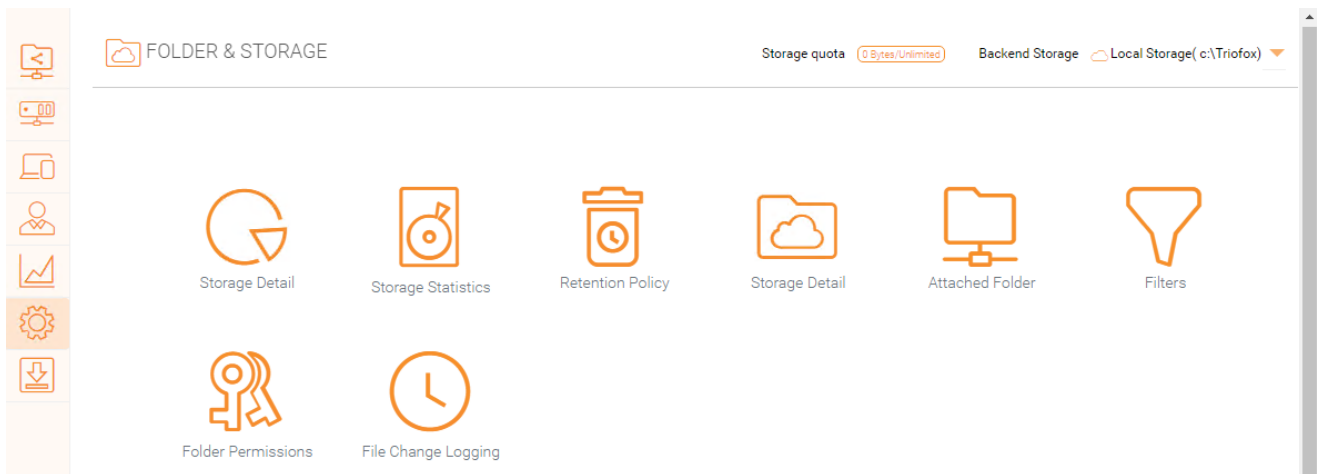 FOLDER & STORAGE
Storage quota 0 Bytes/Unlimited Backend Storage Local Storage( c:\Triofox)
Storage Detail Storage Statistics Retention Policy Storage Detail Attached Folder Filters
Folder Permissions File Change Logging